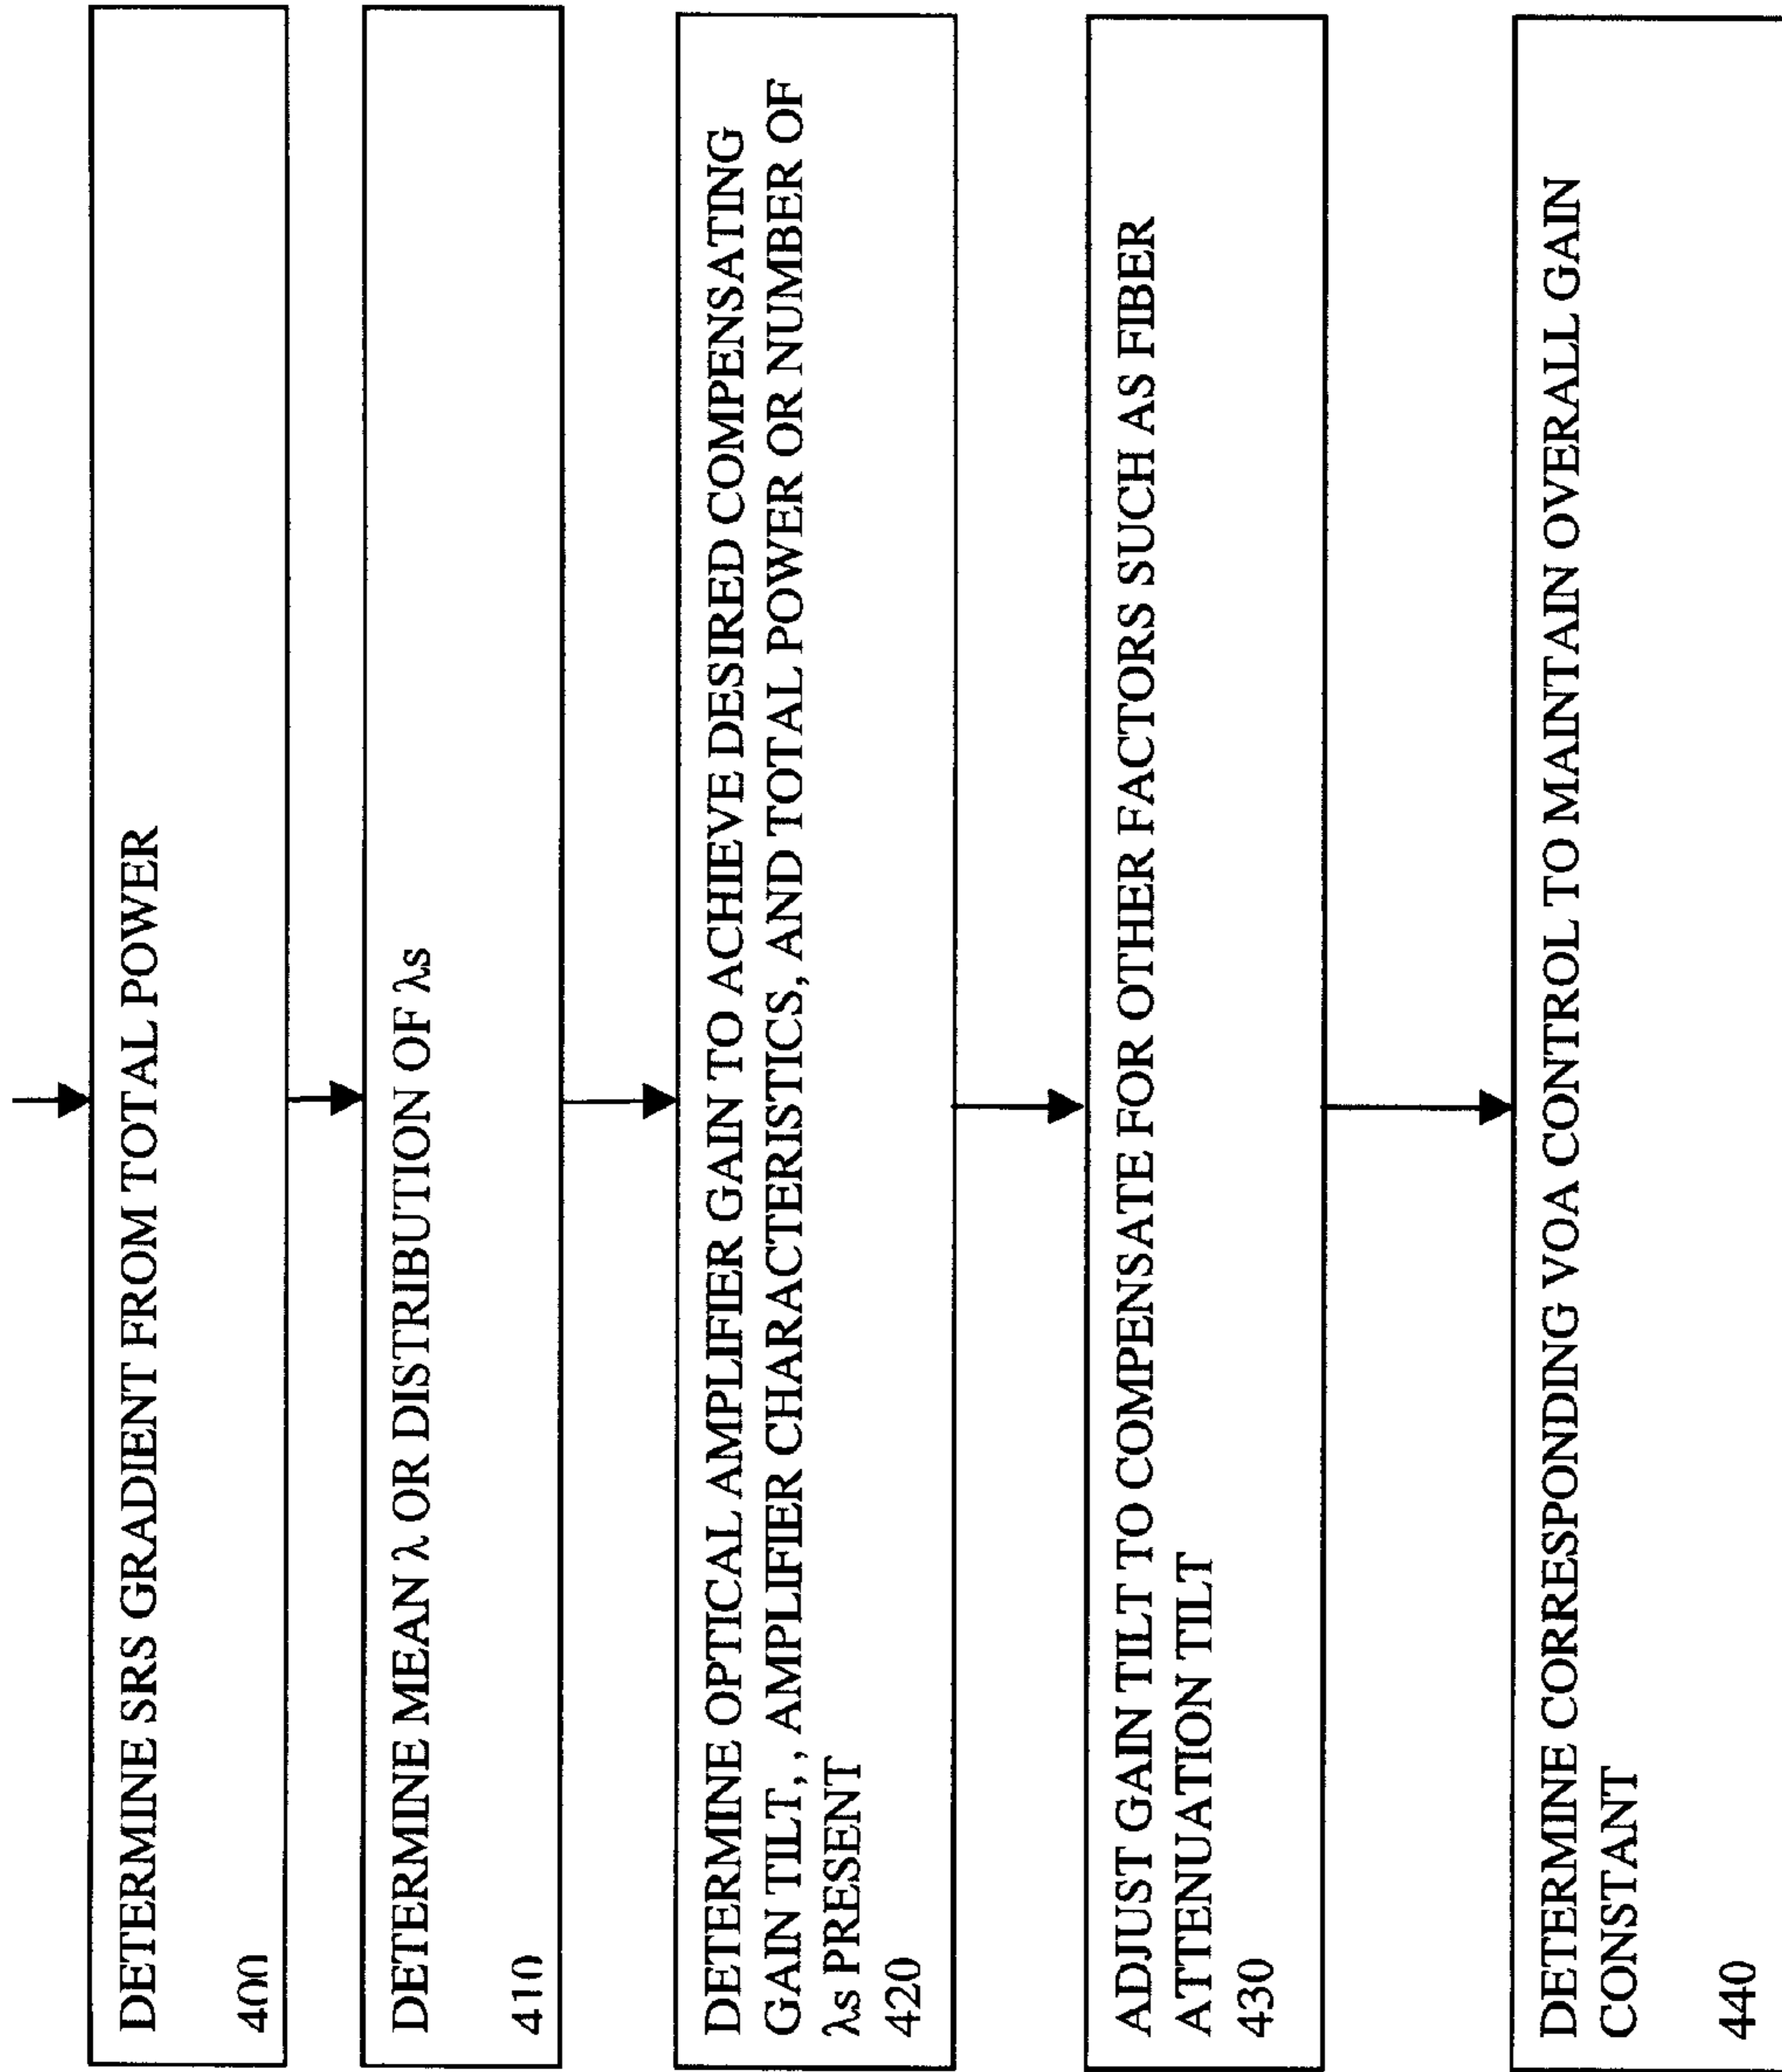 DETERMINE SRS GRADIENT FROM TOTAL POWER
400
DETERMINE MEAN λ OR DISTRIBUTION OF λs
410
DETERMINE OPTICAL AMPLIFIER GAIN TO ACHIEVE DESIRED COMPENSATING
GAIN TILT, , AMPLIFIER CHARACTERISTICS, AND TOTAL POWER OR NUMBER OF
λs PRESENT
420
ADJUST GAIN TILT TO COMPENSATE FOR OTHER FACTORS SUCH AS FIBER
ATTENUATION TILT
430
DETERMINE CORRESPONDING VOA CONTROL TO MAINTAIN OVERALL GAIN
CONSTANT
440